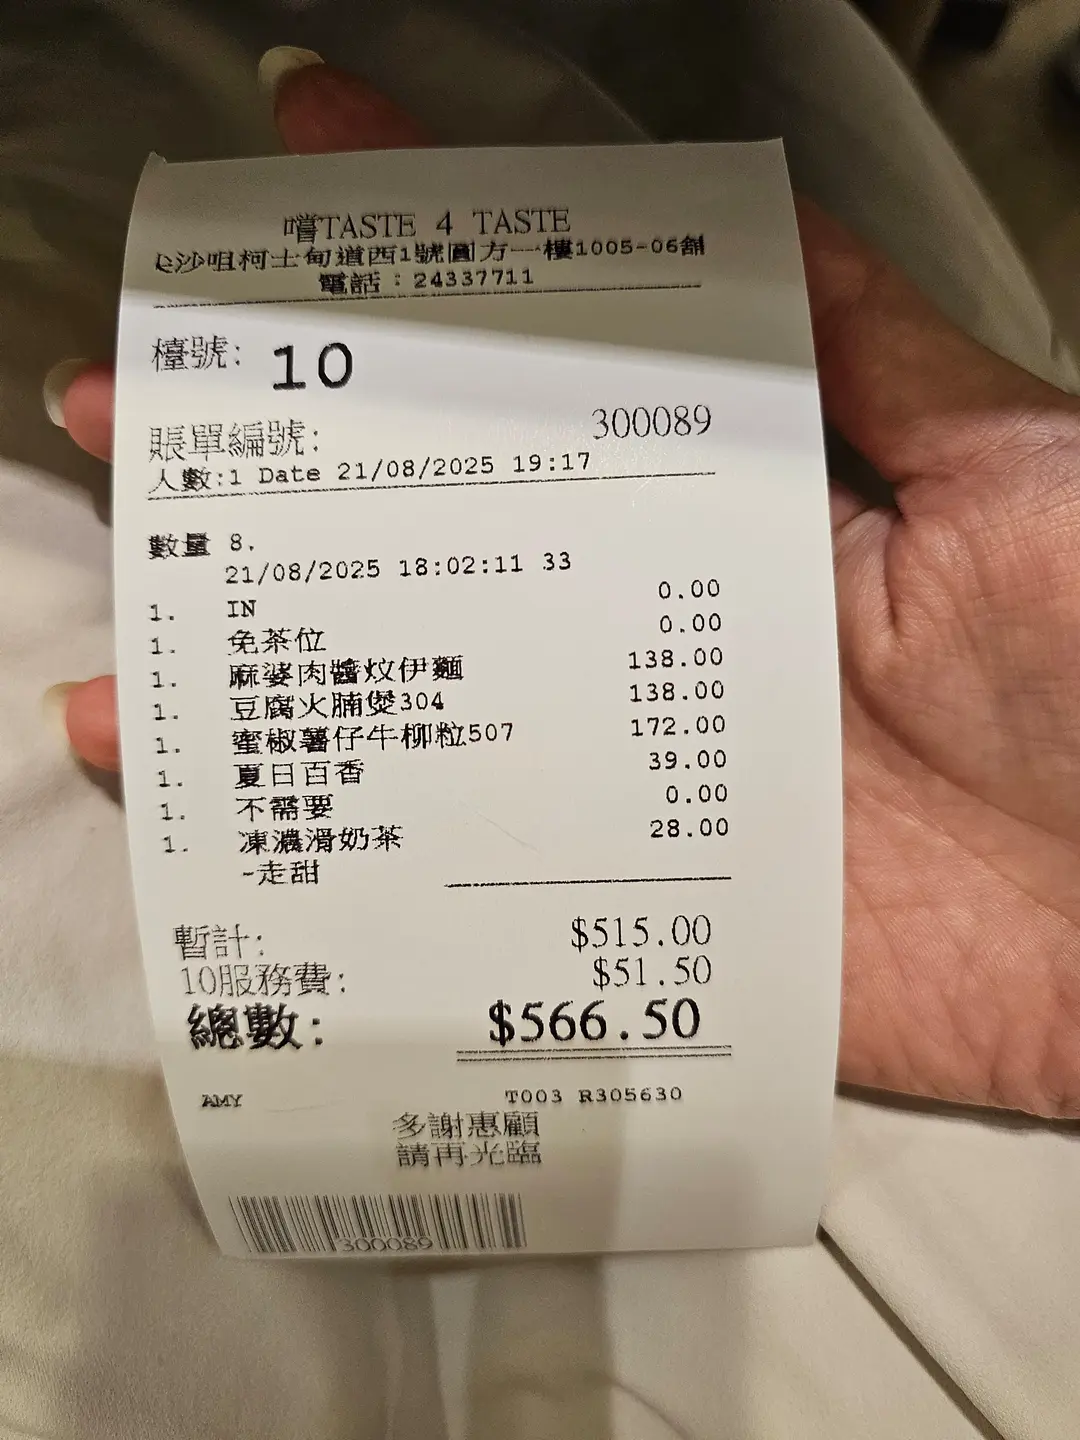 嚐TASTE 4 TASTE
尖沙咀柯士甸道西1號圓方一樓1005-06舖
電話：24337711
檯號: 10
賬單編號: 300089
人數:1 Date 21/08/2025 19:17
數量 8.
21/08/2025 18:02:11 33
1. IN 0.00
1. 免茶位 0.00
1. 麻婆肉醬炆伊麵 138.00
1. 豆腐火腩煲304 138.00
1. 蜜椒薯仔牛柳粒507 172.00
1. 夏日百香 39.00
1. 不需要 0.00
1. 凍濃滑奶茶 28.00
-走甜
暫計: $515.00
10服務費: $51.50
總數: $566.50
AMY T003 R305630
多謝惠顧
請再光臨
300089